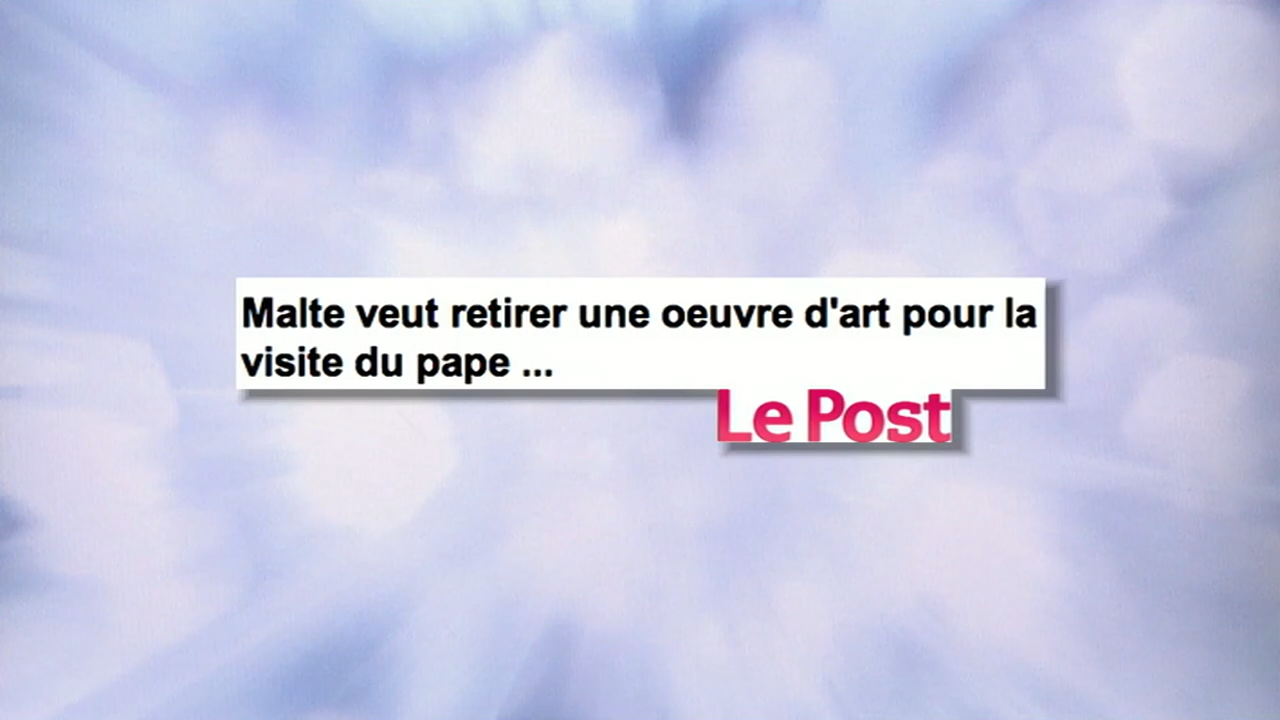 Malte veut retirer une oeuvre d'art pour la
visite du pape ...
Le Post